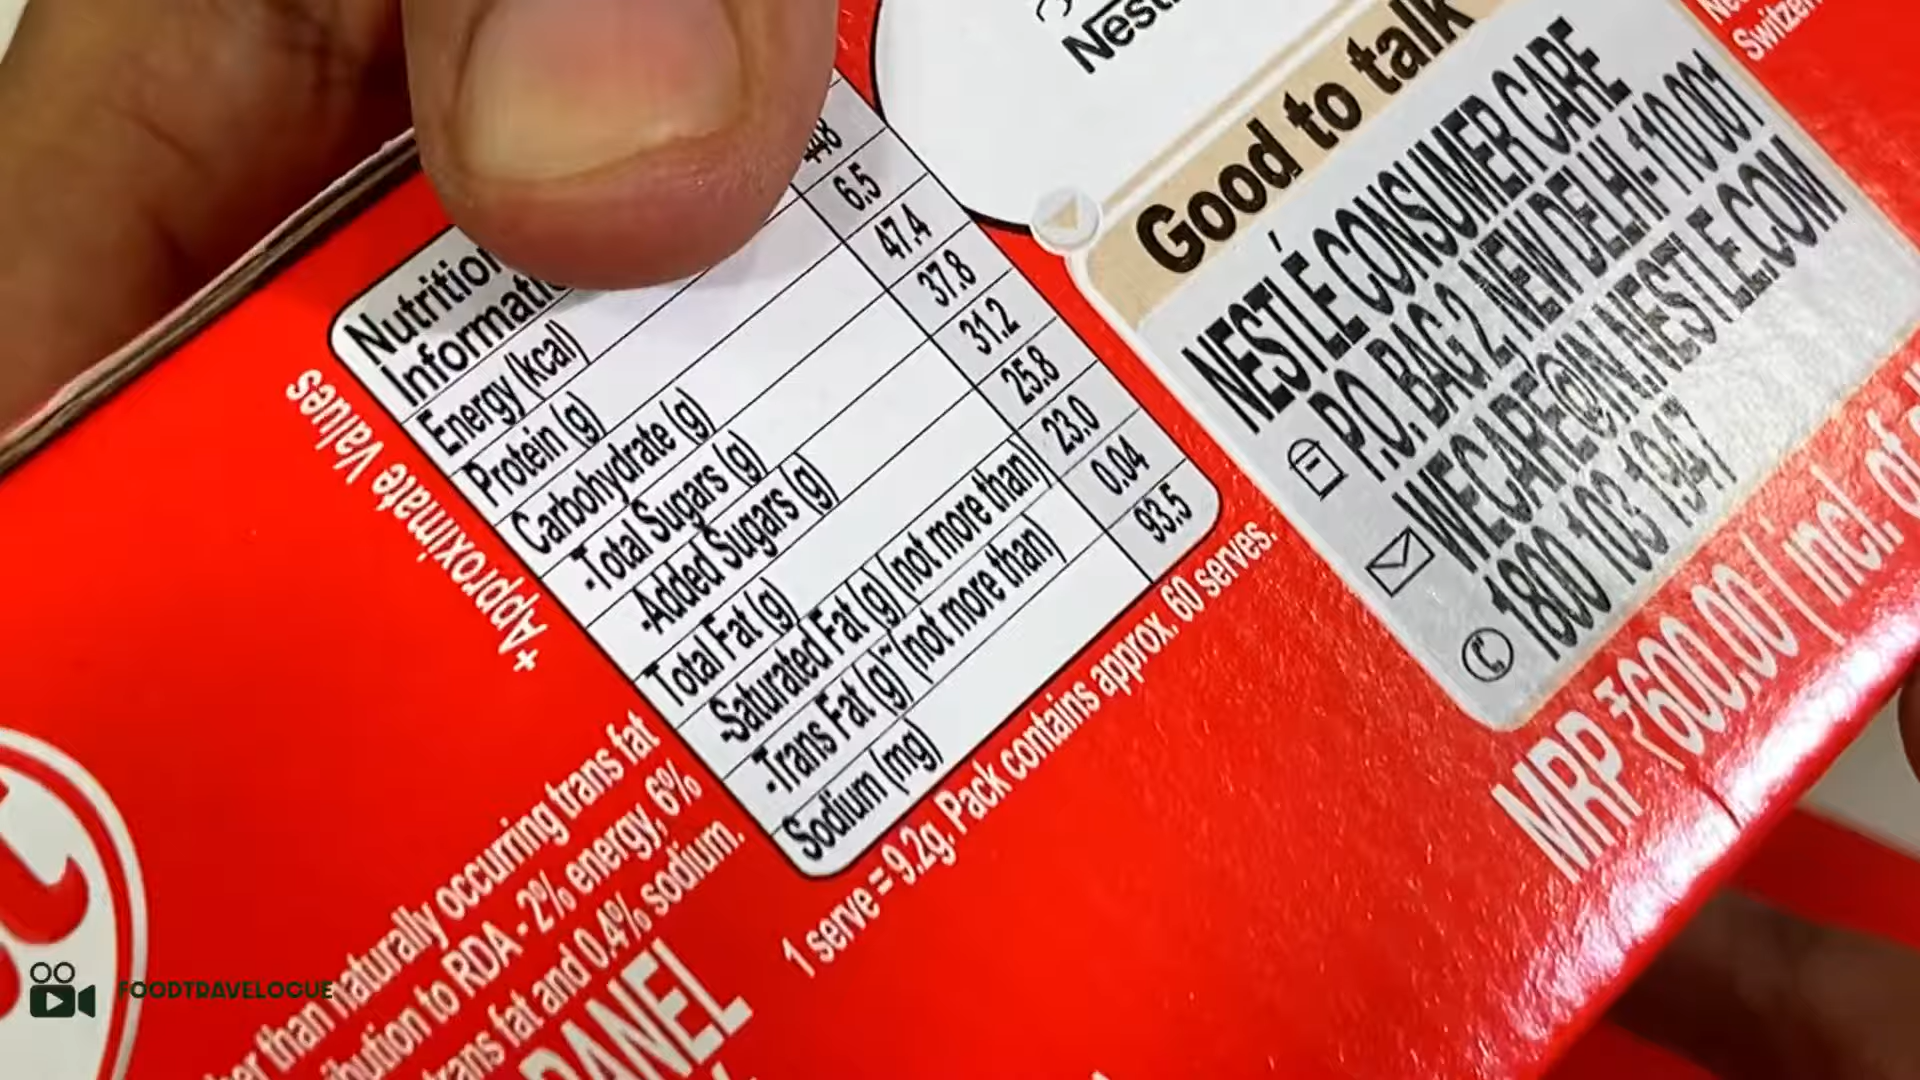 Nutrition
Energy (kcal)
Protein (g) 6.5
Carbohydrate (g) 47.4
-Total Sugars (g) 37.8
-Added Sugars (g) 31.2
Total Fat (g) 25.8
-Saturated Fat (g) (not more than) 23.0
-Trans Fat (g)~ (not more than) 0.04
Sodium (mg) 93.5
+Approximate Values
1 serve = 9.2g. Pack contains approx. 60 serves.
than naturally occurring trans fat
to RDA - 2% energy, 6%
trans fat and 0.4% sodium.
PANEL
Good to talk
NESTLÉ CONSUMER CARE
P.O. BAG 2, NEW DELHI-110 001
WECARE@IN.NESTLE.COM
1800 103 1947
MRP ₹600.00 (incl. of
FOODTRAVELOGUE